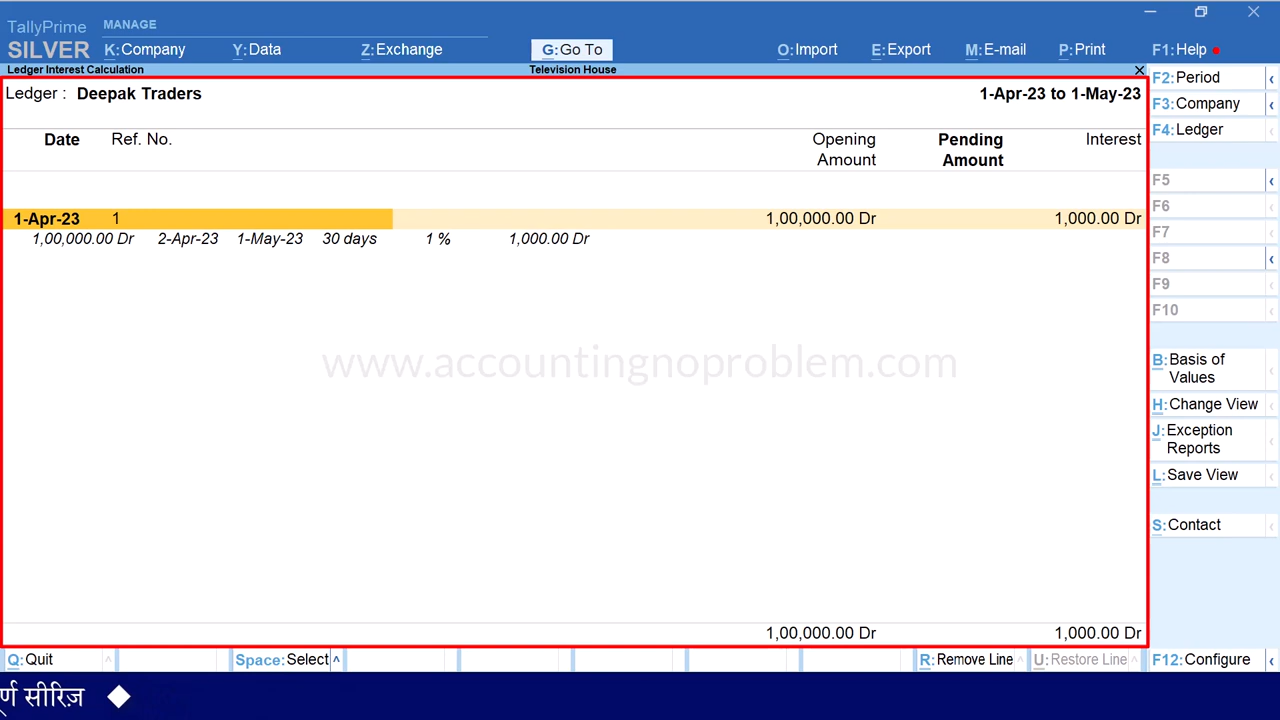 TallyPrime MANAGE
SILVER K:Company Y:Data Z:Exchange G:Go To O:Import E:Export M:E-mail P:Print F1:Help
Ledger Interest Calculation Television House
Ledger : Deepak Traders 1-Apr-23 to 1-May-23
Date Ref. No. Opening Amount Pending Amount Interest
1-Apr-23 1 1,00,000.00 Dr 1,000.00 Dr
1,00,000.00 Dr 2-Apr-23 1-May-23 30 days 1 % 1,000.00 Dr
www.accountingnoproblem.com
1,00,000.00 Dr 1,000.00 Dr
F2:Period
F3:Company
F4:Ledger
F5
F6
F7
F8
F9
F10
B:Basis of
Values
H:Change View
J:Exception
Reports
L:Save View
S:Contact
Q:Quit Space:Select R:Remove Line U:Restore Line F12:Configure
सीरिज़